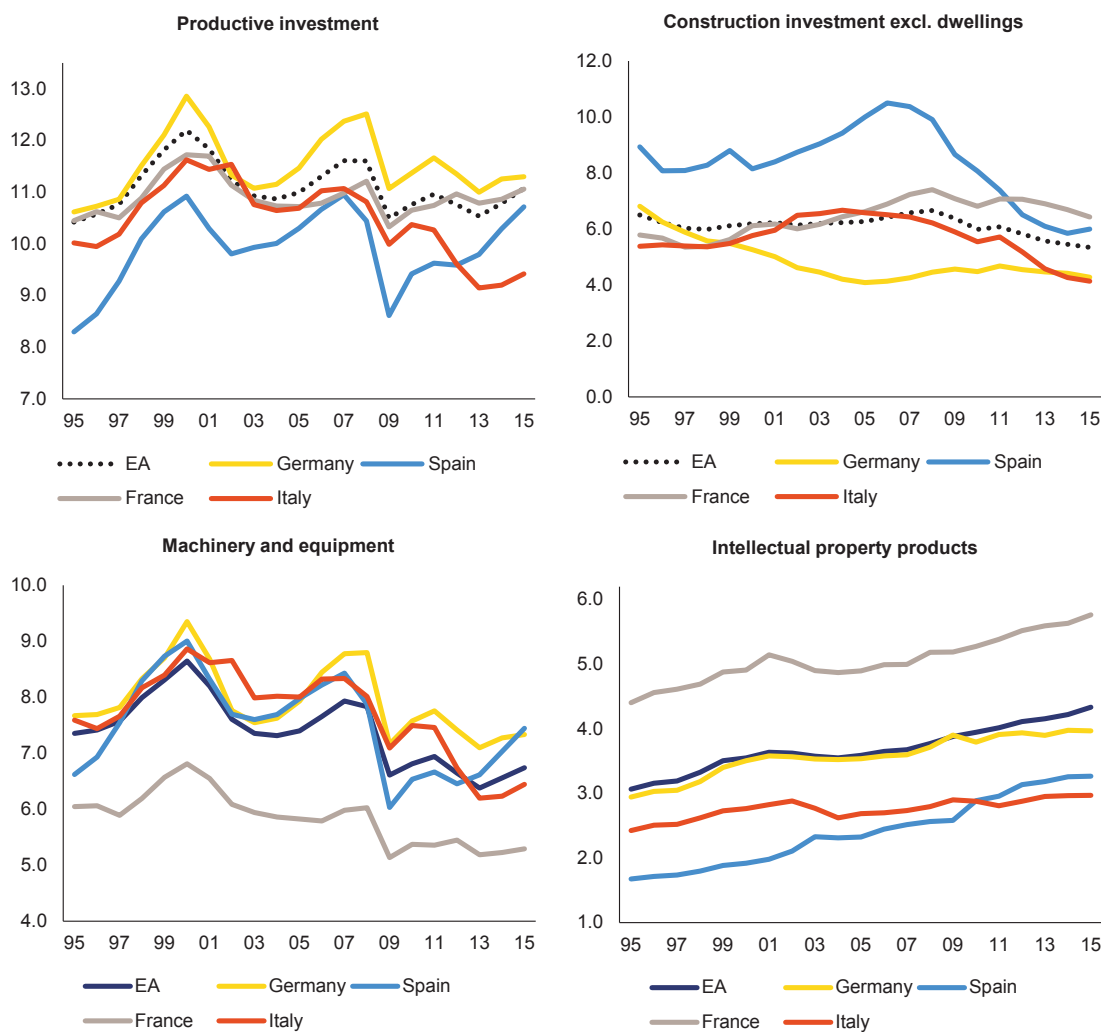 Productive investment
13.0
12.0
11.0
10.0
9.0
8.0
7.0
95 97 99 01 03 05 07 09 11 13 15
EA Germany Spain
France Italy
Construction investment excl. dwellings
12.0
10.0
8.0
6.0
4.0
2.0
0.0
95 97 99 01 03 05 07 09 11 13 15
EA Germany Spain
France Italy
Machinery and equipment
10.0
9.0
8.0
7.0
6.0
5.0
4.0
95 97 99 01 03 05 07 09 11 13 15
EA Germany Spain
France Italy
Intellectual property products
6.0
5.0
4.0
3.0
2.0
1.0
95 97 99 01 03 05 07 09 11 13 15
EA Germany Spain
France Italy